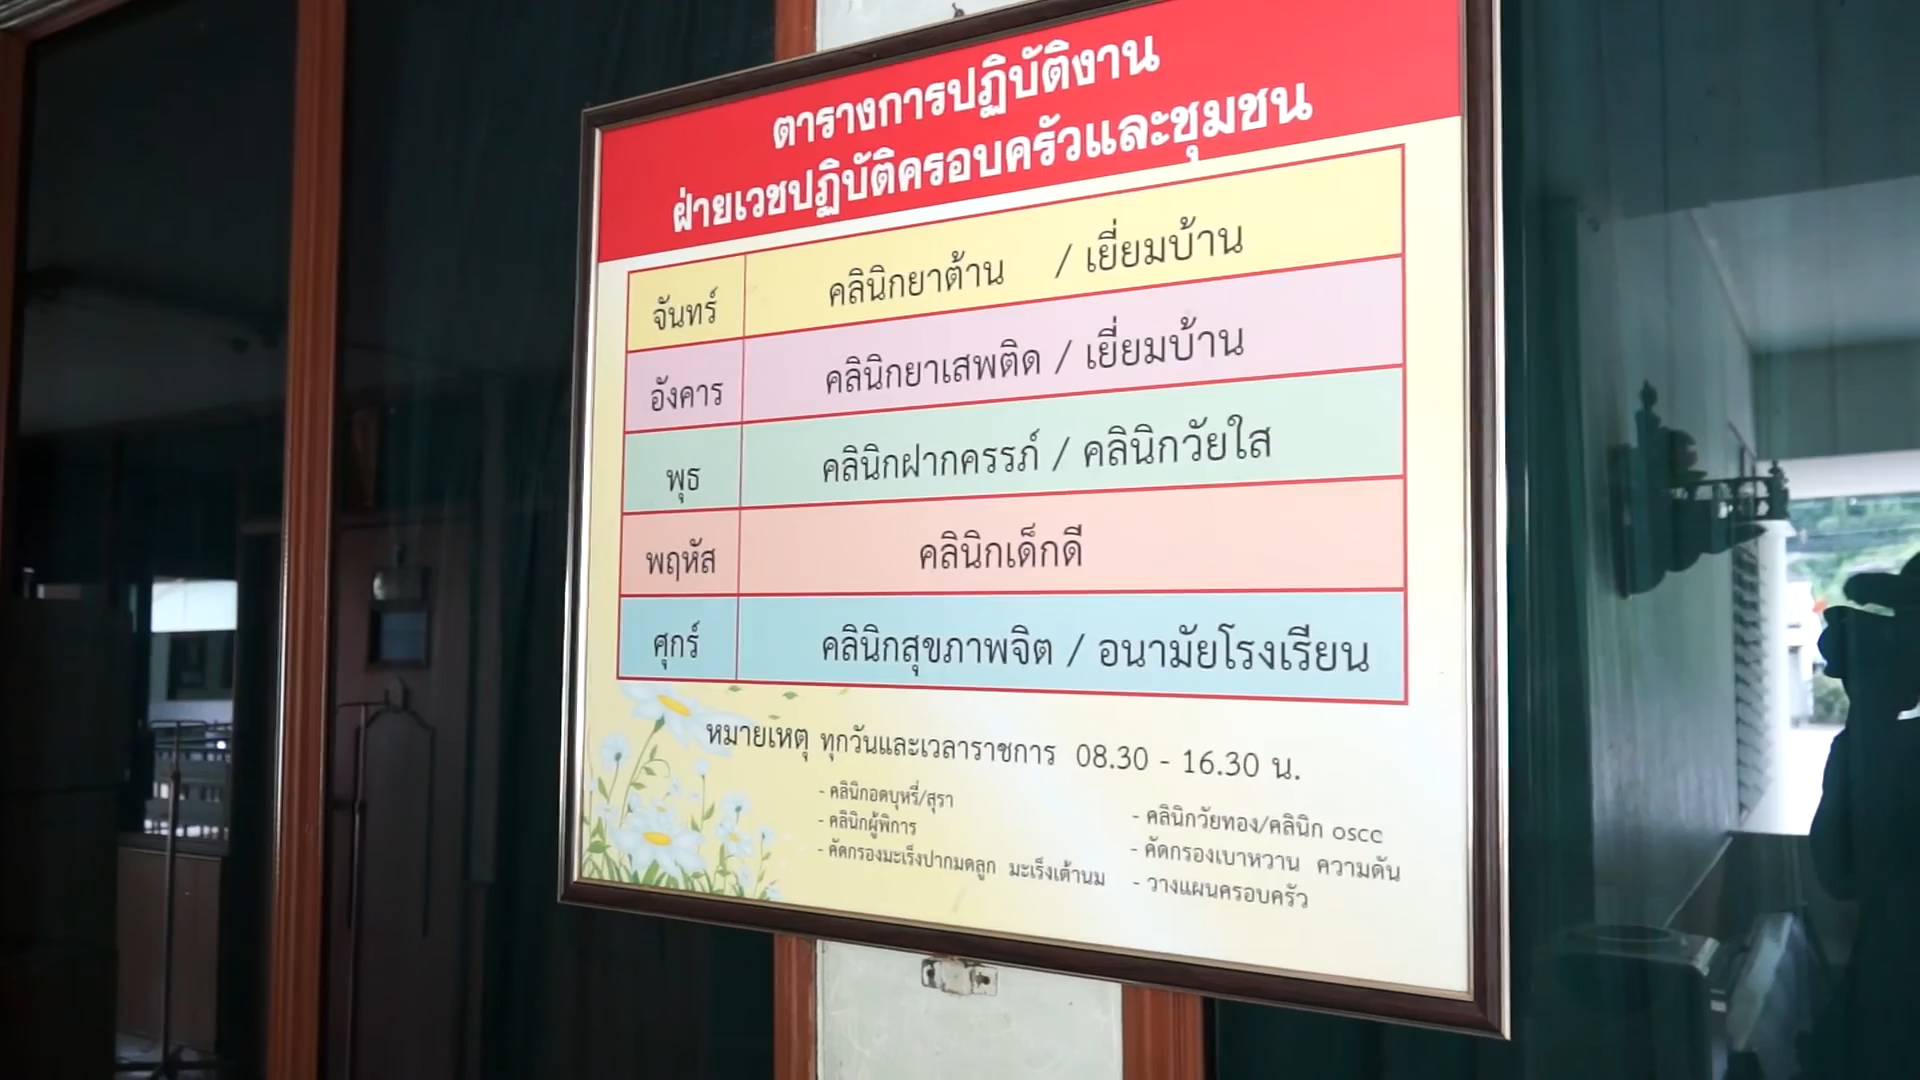 ตารางการปฏิบัติงาน
ฝ่ายเวชปฏิบัติครอบครัวและชุมชน
จันทร์ คลินิกยาต้าน / เยี่ยมบ้าน
อังคาร คลินิกยาเสพติด / เยี่ยมบ้าน
พุธ คลินิกฝากครรภ์ / คลินิกวัยใส
พฤหัส คลินิกเด็กดี
ศุกร์ คลินิกสุขภาพจิต / อนามัยโรงเรียน
หมายเหตุ ทุกวันและเวลาราชการ 08.30 - 16.30 น.
- คลินิกอดบุหรี่/สุรา
- คลินิกผู้พิการ
- คัดกรองมะเร็งปากมดลูก มะเร็งเต้านม
- คลินิกวัยทอง/คลินิก oscc
- คัดกรองเบาหวาน ความดัน
- วางแผนครอบครัว